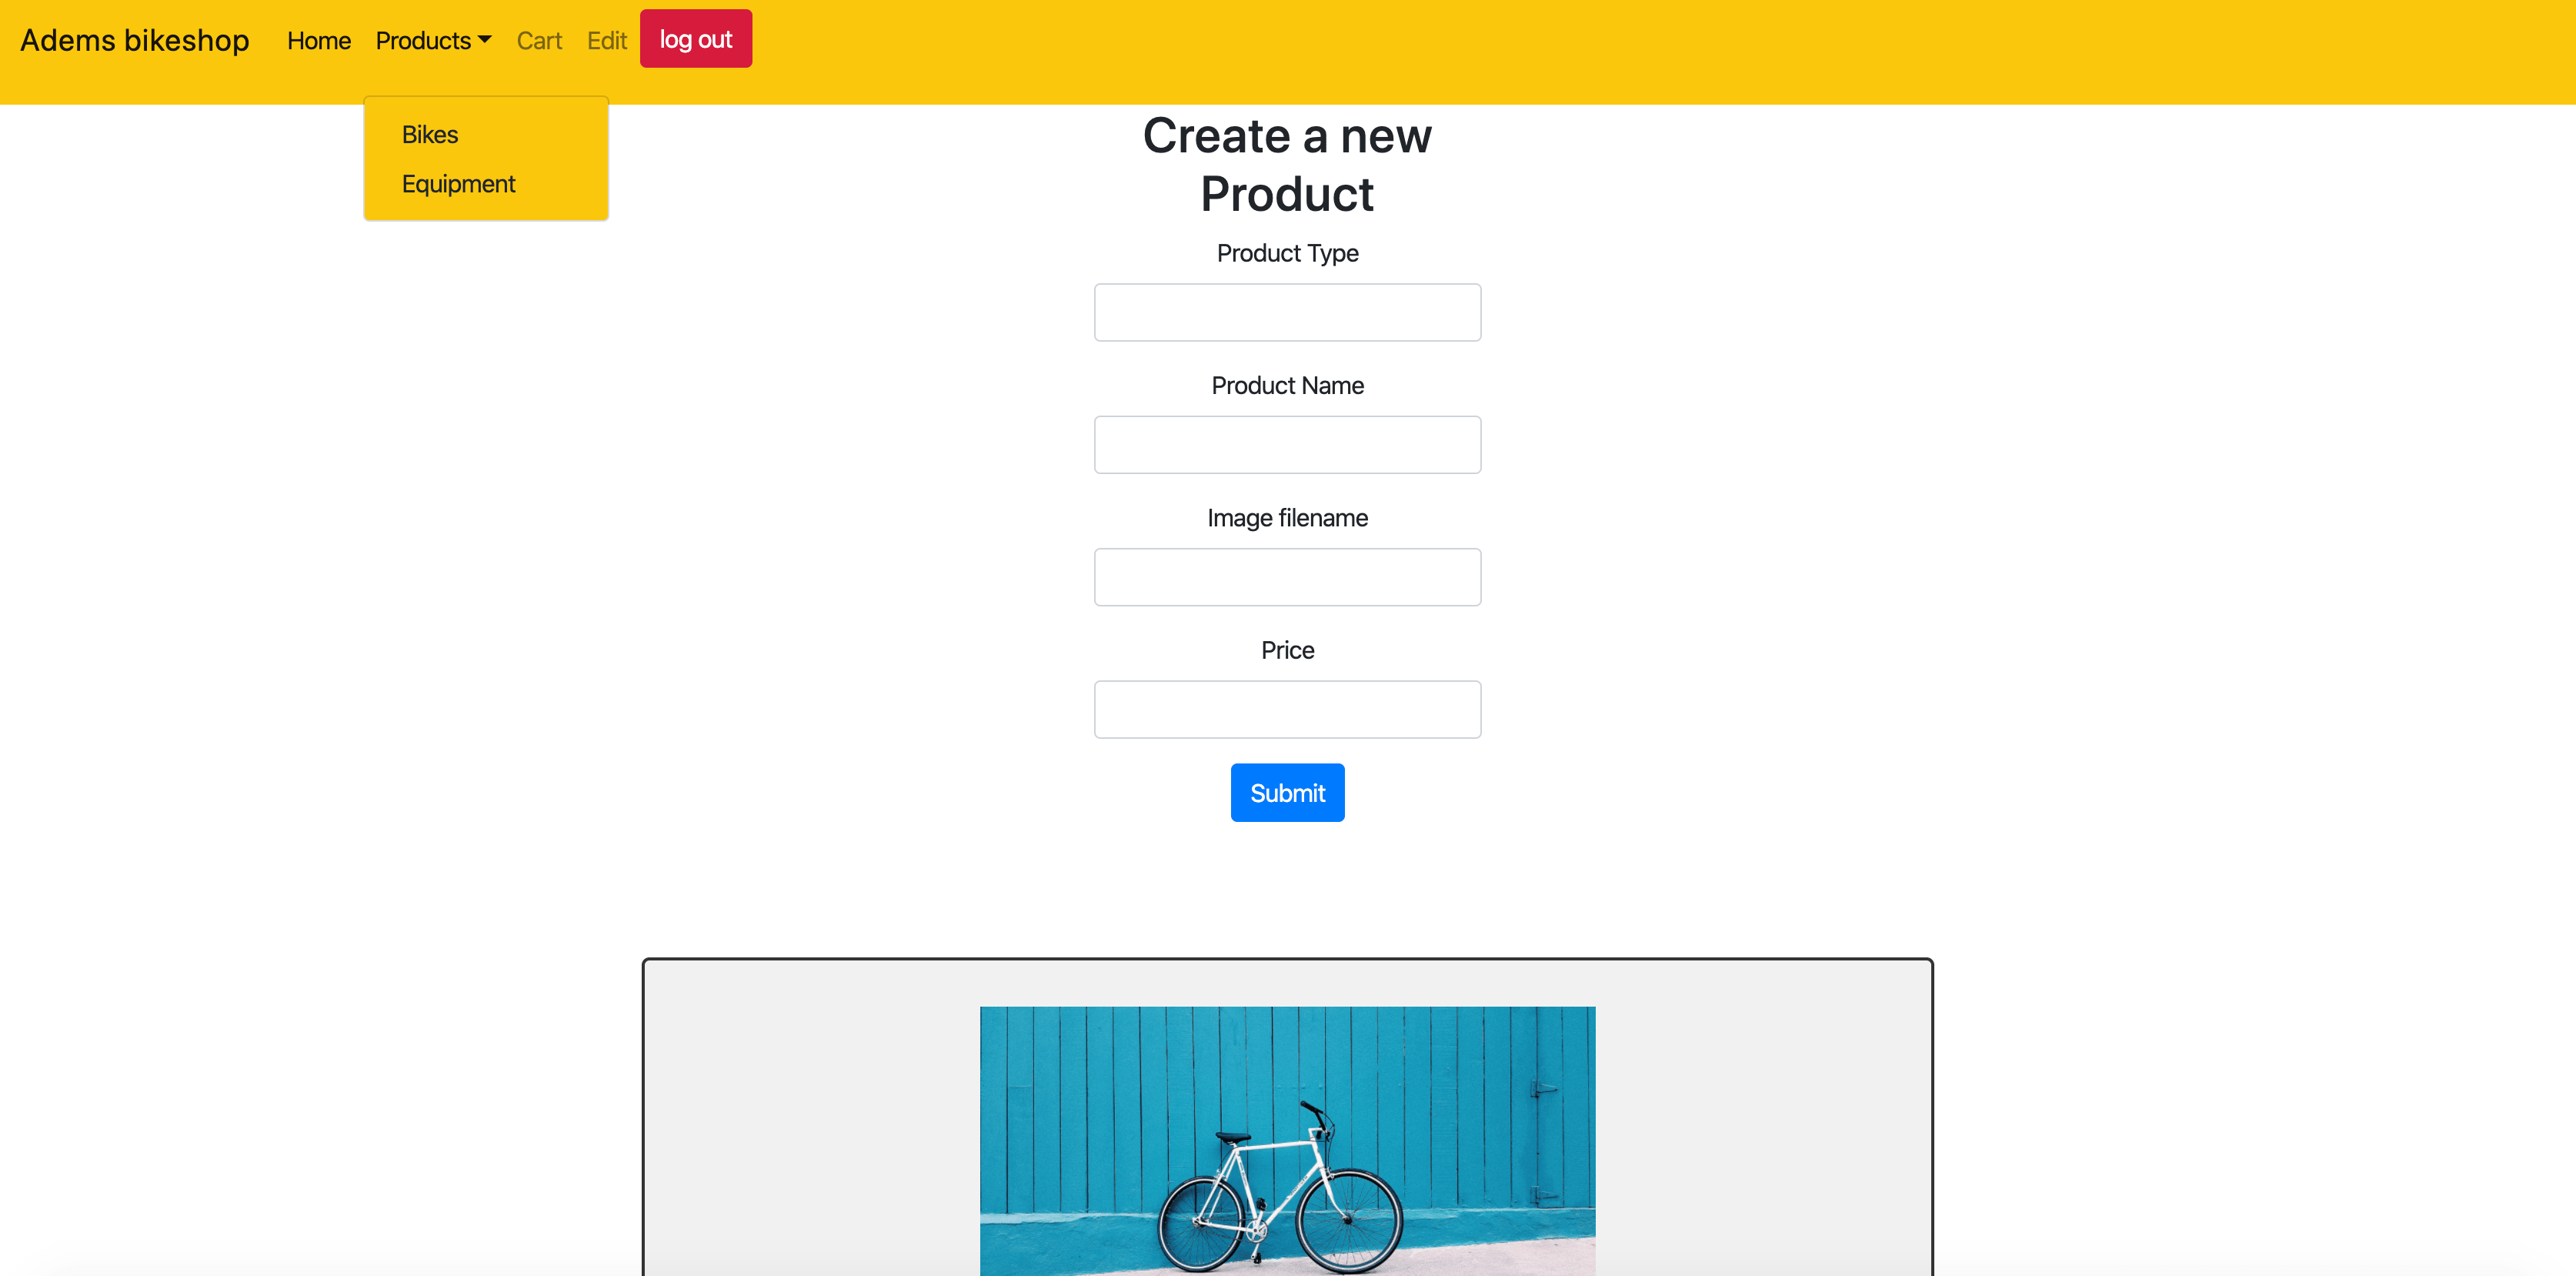 Adems bikeshop Home Products Cart Edit log out
Bikes
Equipment
Create a new
Product
Product Type
Product Name
Image filename
Price
Submit